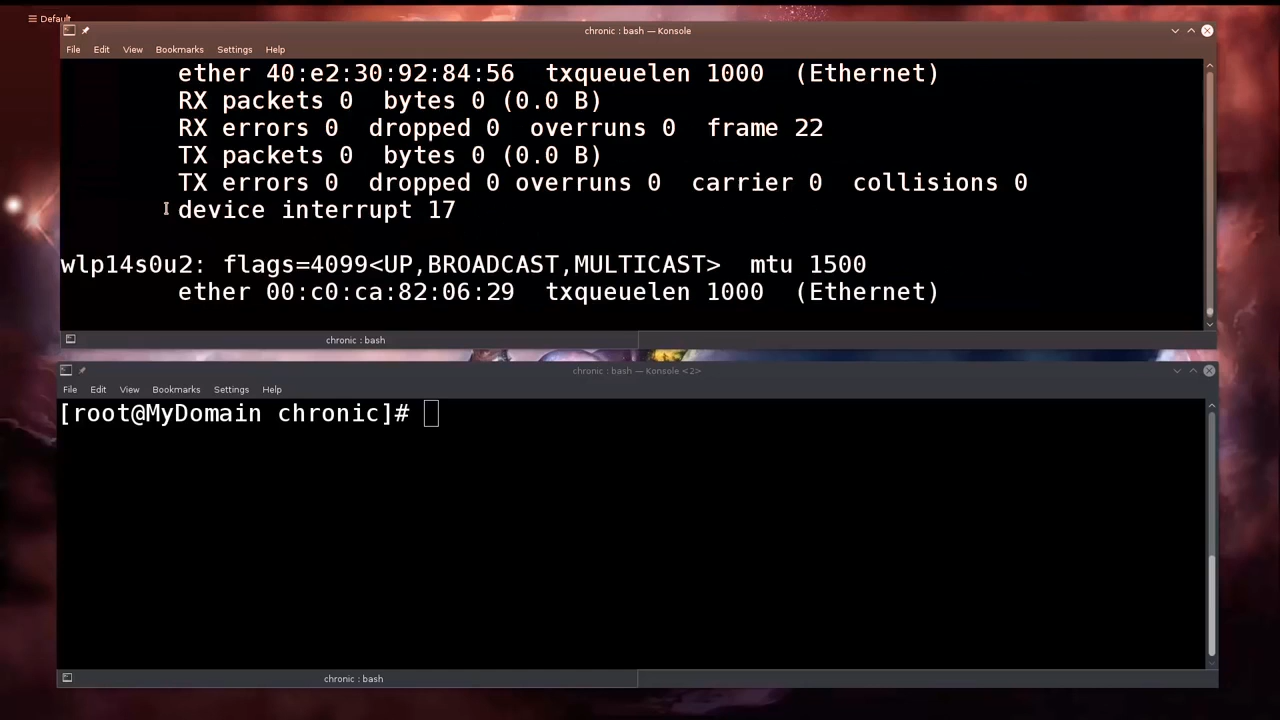 Default
chronic : bash — Konsole
File Edit View Bookmarks Settings Help
ether 40:e2:30:92:84:56 txqueuelen 1000 (Ethernet)
RX packets 0 bytes 0 (0.0 B)
RX errors 0 dropped 0 overruns 0 frame 22
TX packets 0 bytes 0 (0.0 B)
TX errors 0 dropped 0 overruns 0 carrier 0 collisions 0
device interrupt 17
wlp14s0u2: flags=4099<UP,BROADCAST,MULTICAST> mtu 1500
ether 00:c0:ca:82:06:29 txqueuelen 1000 (Ethernet)
chronic : bash
chronic : bash — Konsole <2>
File Edit View Bookmarks Settings Help
[root@MyDomain chronic]#
chronic : bash